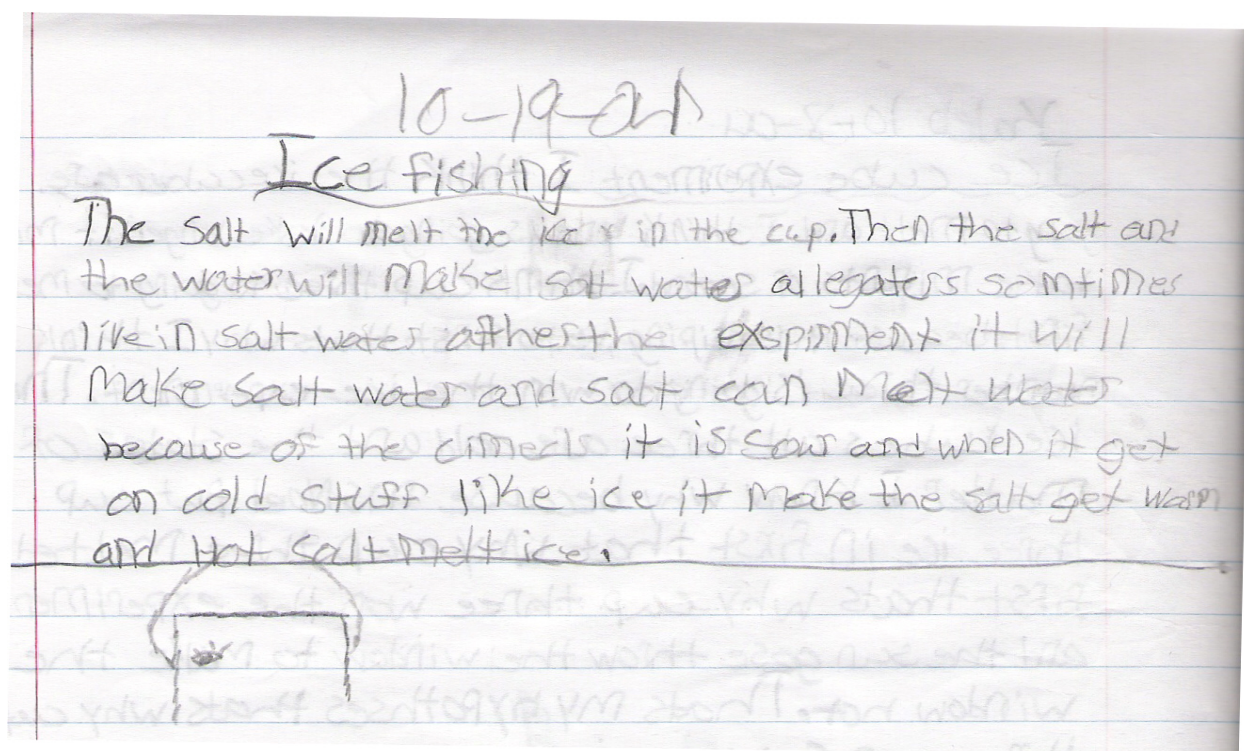 10-19-01
Ice fishing
The salt will melt the ice in the cup. Then the salt and
the water will make salt water allegaters somtimes
live in salt water after the exspirment it will
make salt water and salt can melt water
because of the cimecls it is sour and when it get
on cold stuff like ice it make the salt get warm
and Hot salt melt ice.